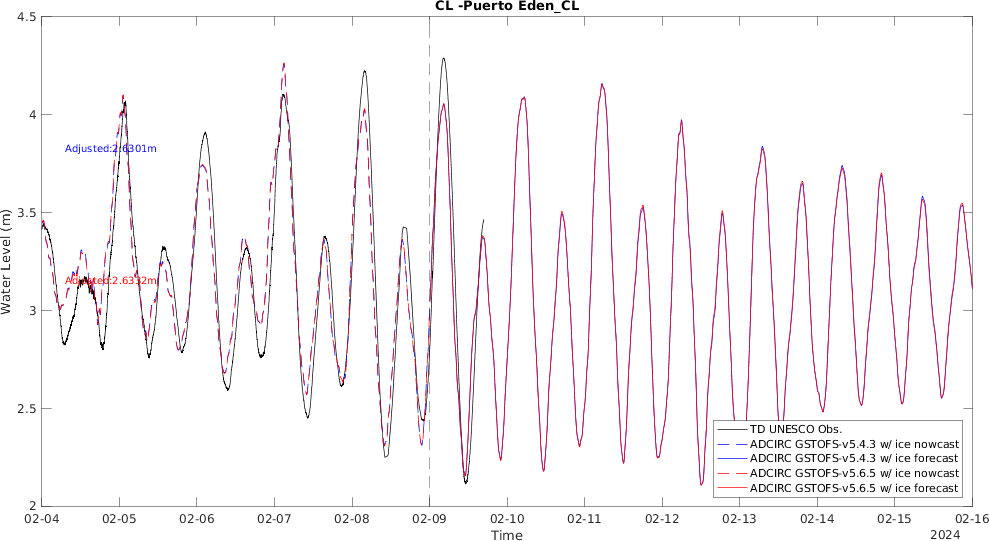 CL -Puerto Eden_CL
4.5
4
3.5
3
2.5
2
Water Level (m)
Adjusted:2.6301m
Adjusted:2.6332m
TD UNESCO Obs.
ADCIRC GSTOFS-v5.4.3 w/ ice nowcast
ADCIRC GSTOFS-v5.4.3 w/ ice forecast
ADCIRC GSTOFS-v5.6.5 w/ ice nowcast
ADCIRC GSTOFS-v5.6.5 w/ ice forecast
02-04 02-05 02-06 02-07 02-08 02-09 02-10 02-11 02-12 02-13 02-14 02-15 02-16
Time
2024